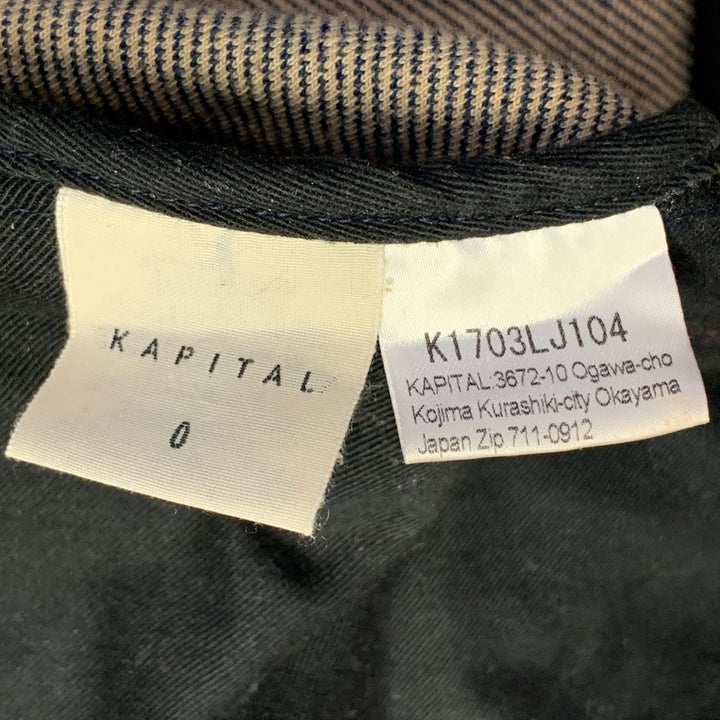 KAPITAL
0
K1703LJ104
KAPITAL:3672-10 Ogawa-cho
Kojima Kurashiki-city Okayama
Japan Zip 711-0912